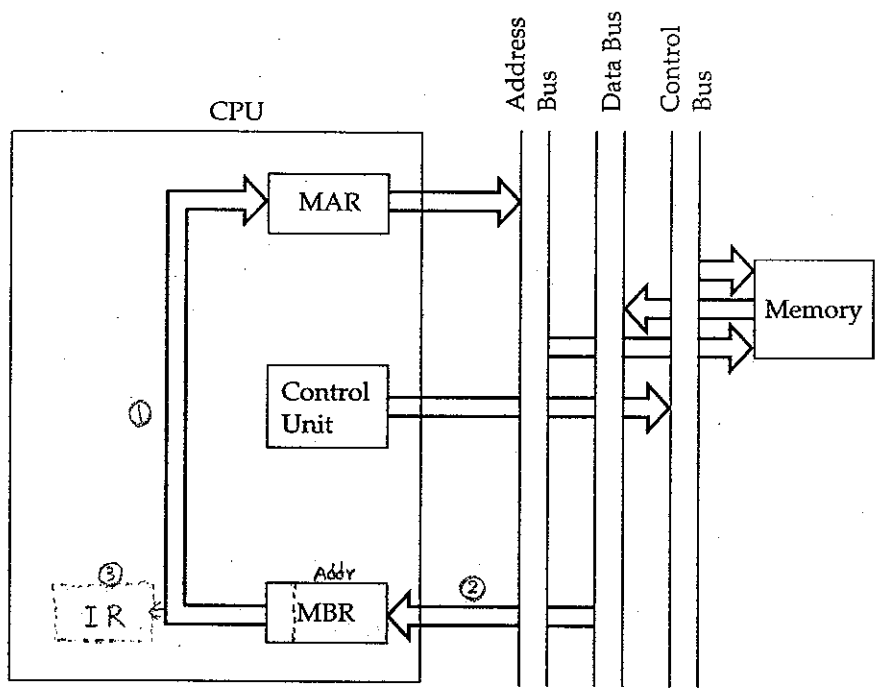 CPU
Address
Bus
Data Bus
Control
Bus
MAR
Memory
Control
Unit
①
③
IR
Addr
MBR
②